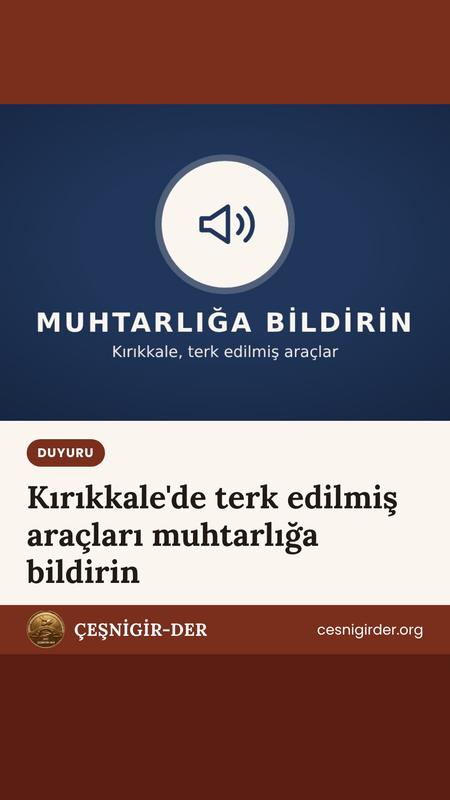 MUHTARLIĞA BİLDİRİN
Kırıkkale, terk edilmiş araçlar
DUYURU
Kırıkkale'de terk edilmiş
araçları muhtarlığa
bildirin
ÇEŞNİGİR-DER
cesnigirder.org